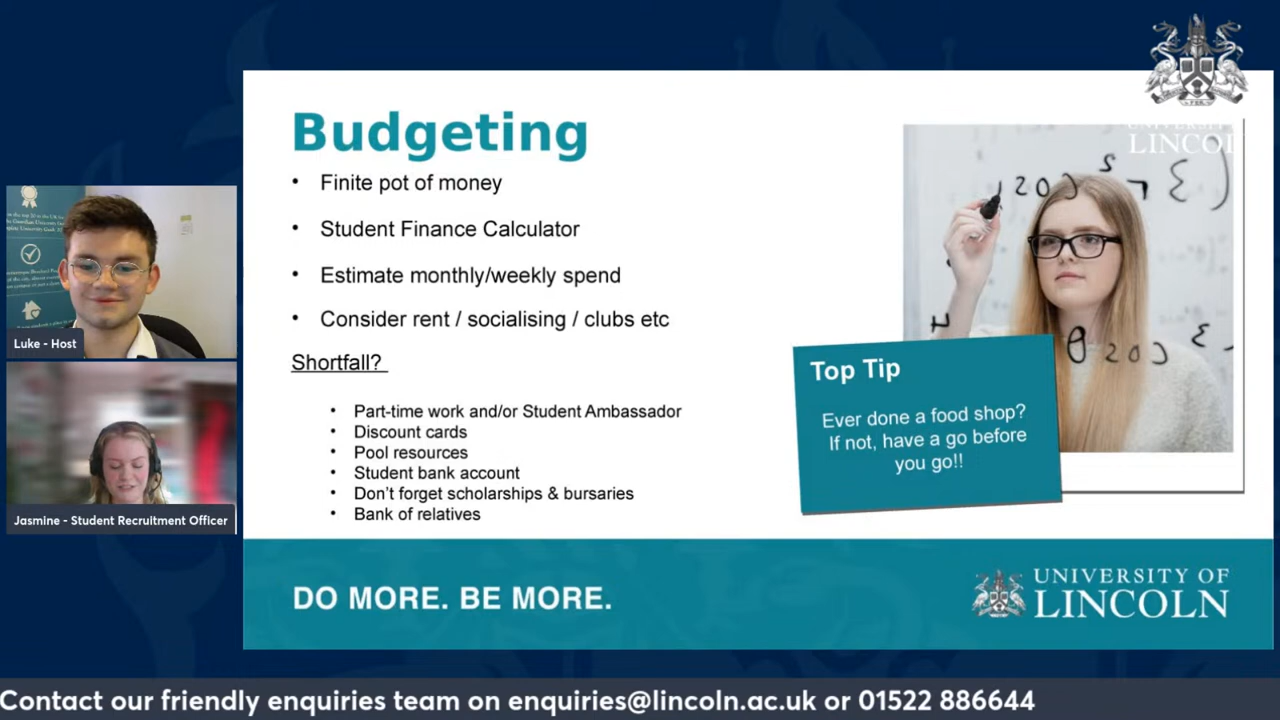 UNIVERSITY OF
LINCOLN
Budgeting
• Finite pot of money
• Student Finance Calculator
• Estimate monthly/weekly spend
• Consider rent / socialising / clubs etc
Shortfall?
• Part-time work and/or Student Ambassador
• Discount cards
• Pool resources
• Student bank account
• Don't forget scholarships & bursaries
• Bank of relatives
Top Tip
Ever done a food shop?
If not, have a go before
you go!!
Luke - Host
Jasmine - Student Recruitment Officer
DO MORE. BE MORE.
UNIVERSITY OF
LINCOLN
Contact our friendly enquiries team on enquiries@lincoln.ac.uk or 01522 886644